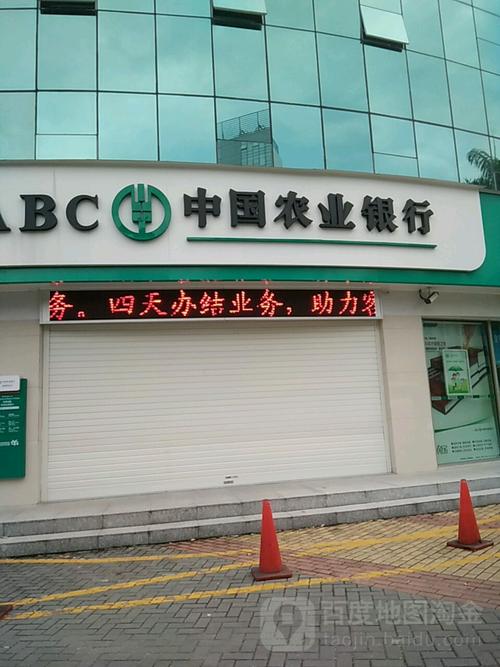 ABC 中国农业银行
务。四天办结业务，助力客
百度地图淘金
taojin.baidu.com